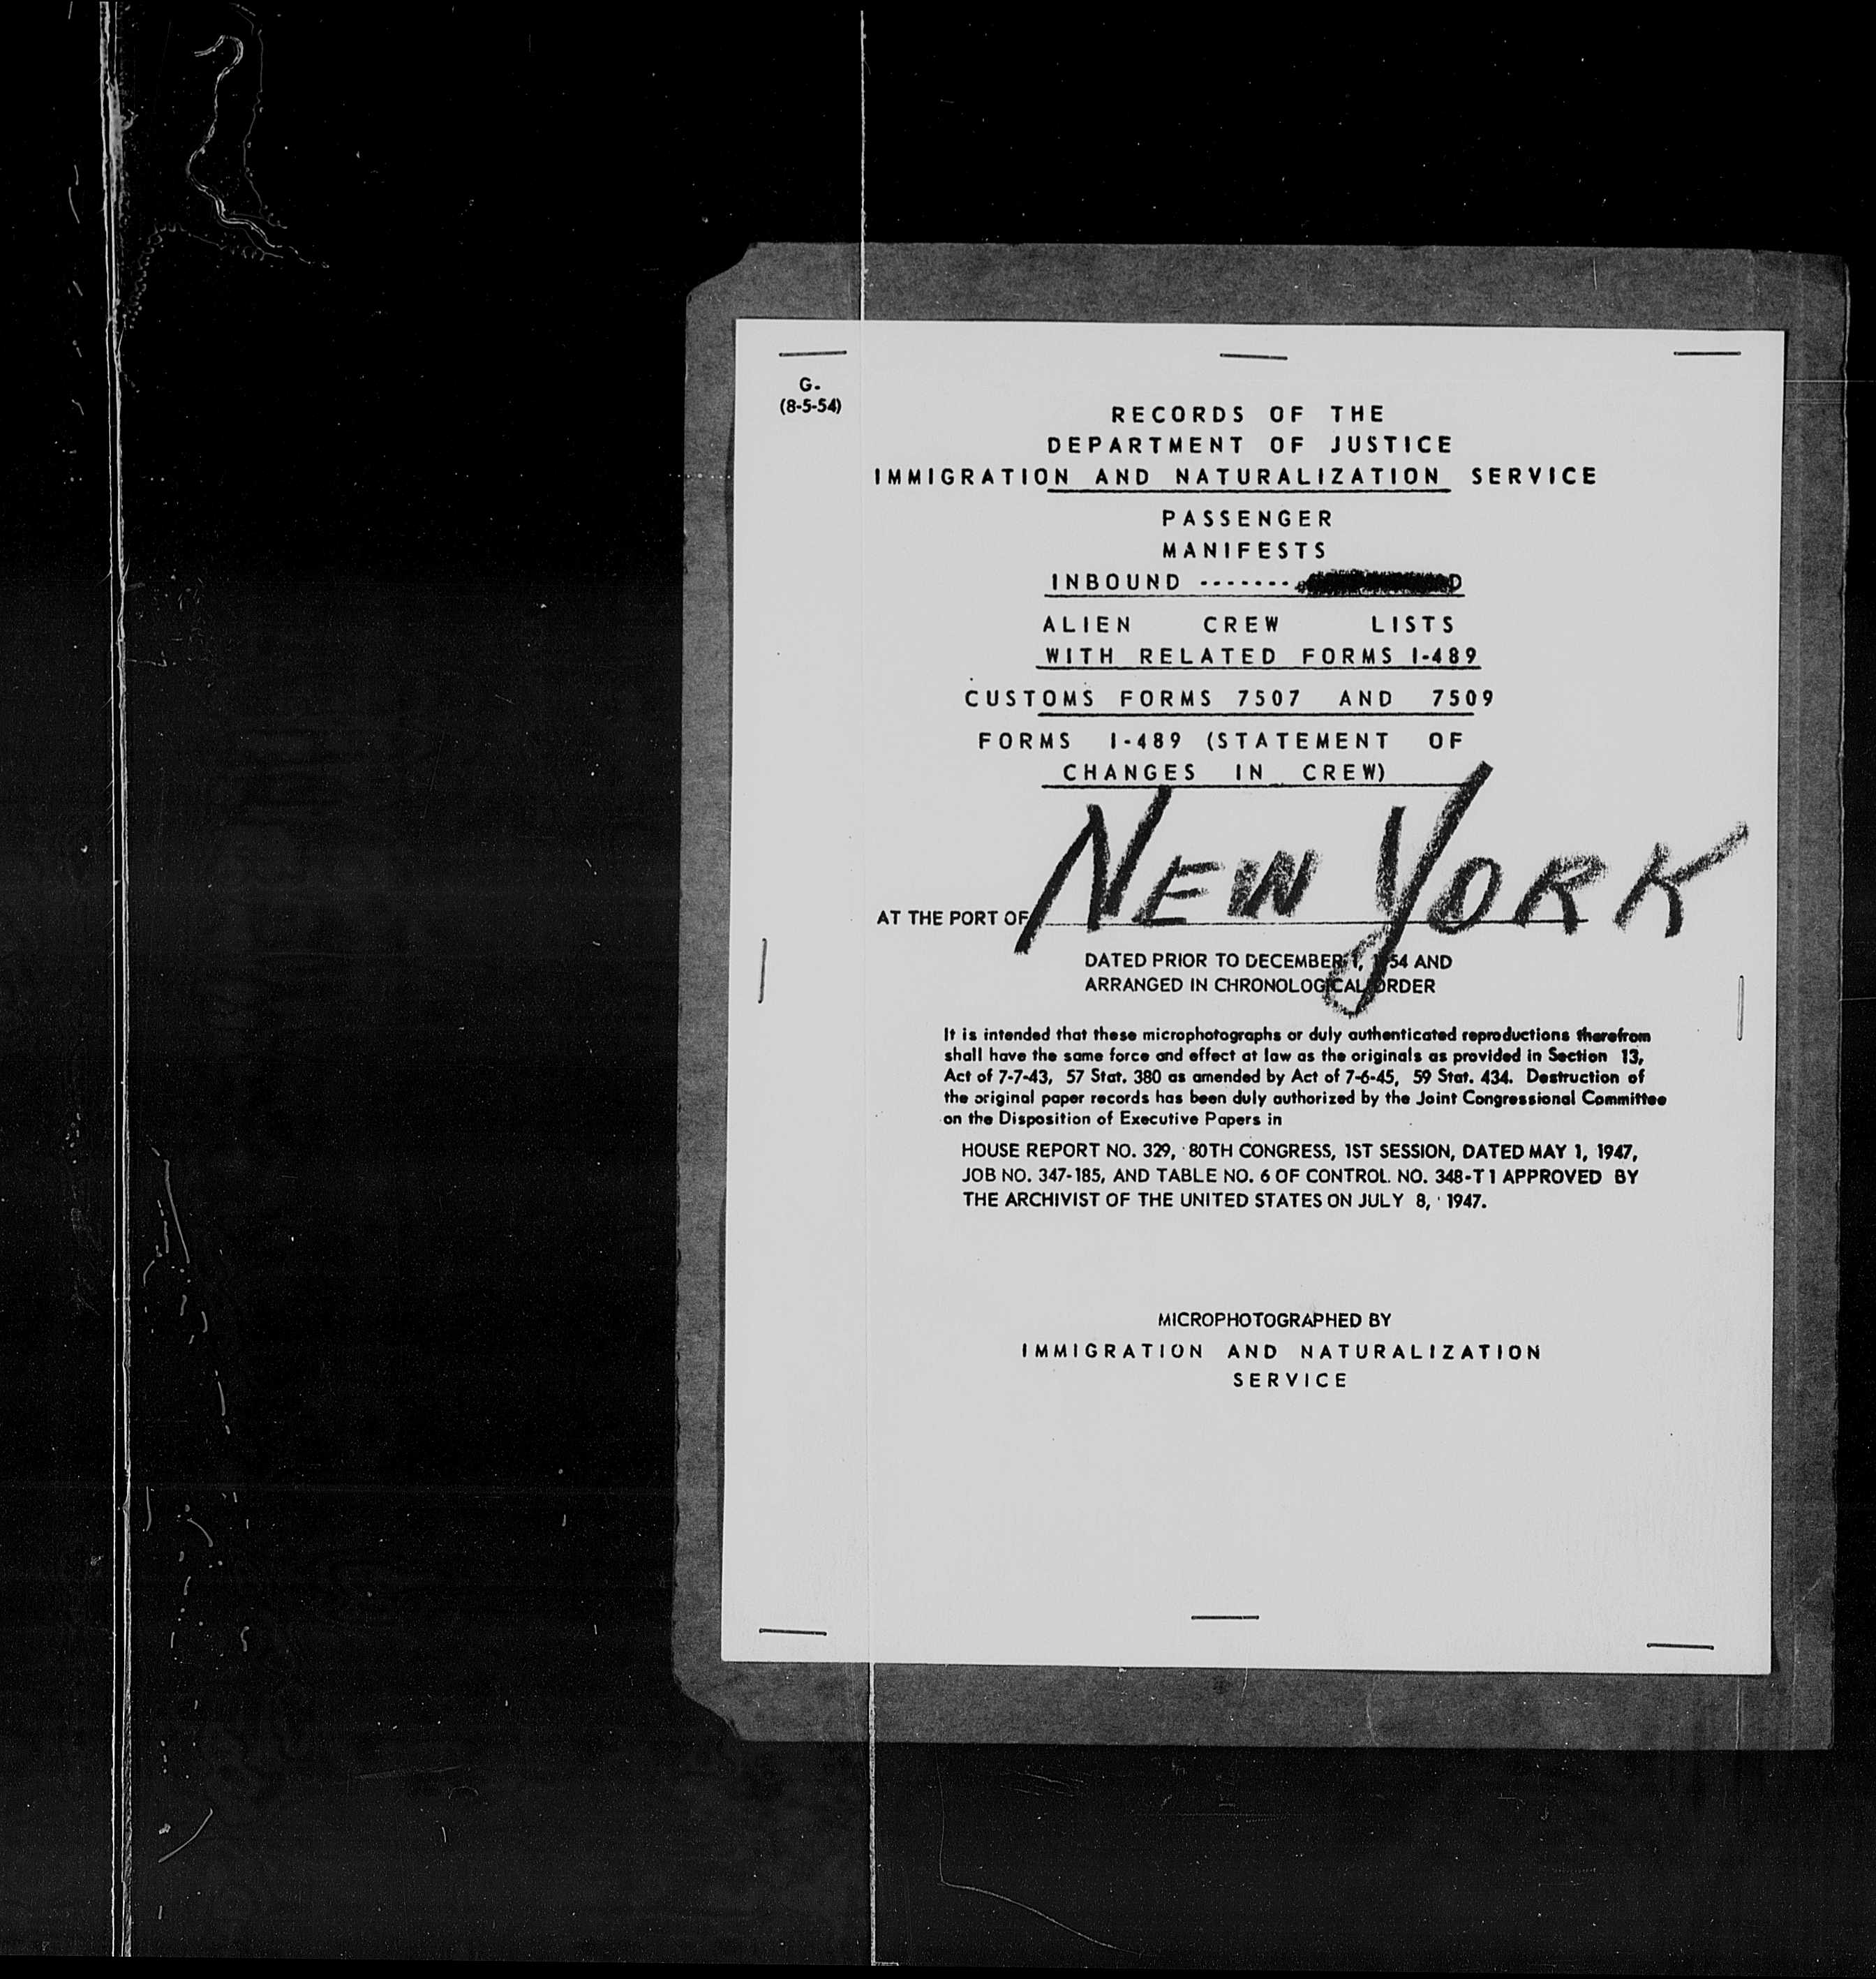 G-
(8-5-54)
RECORDS OF THE
DEPARTMENT OF JUSTICE
IMMIGRATION AND NATURALIZATION SERVICE
PASSENGER
MANIFESTS
INBOUND -------
ALIEN CREW LISTS
WITH RELATED FORMS I-489
CUSTOMS FORMS 7507 AND 7509
FORMS I-489 (STATEMENT OF
CHANGES IN CREW)
AT THE PORT OF NEW YORK
DATED PRIOR TO DECEMBER 1, 1954 AND
ARRANGED IN CHRONOLOGICAL ORDER
It is intended that these microphotographs or duly authenticated reproductions therefrom
shall have the same force and effect at law as the originals as provided in Section 13,
Act of 7-7-43, 57 Stat. 380 as amended by Act of 7-6-45, 59 Stat. 434. Destruction of
the original paper records has been duly authorized by the Joint Congressional Committee
on the Disposition of Executive Papers in
HOUSE REPORT NO. 329, 80TH CONGRESS, 1ST SESSION, DATED MAY 1, 1947,
JOB NO. 347-185, AND TABLE NO. 6 OF CONTROL. NO. 348-T1 APPROVED BY
THE ARCHIVIST OF THE UNITED STATES ON JULY 8, 1947.
MICROPHOTOGRAPHED BY
IMMIGRATION AND NATURALIZATION
SERVICE